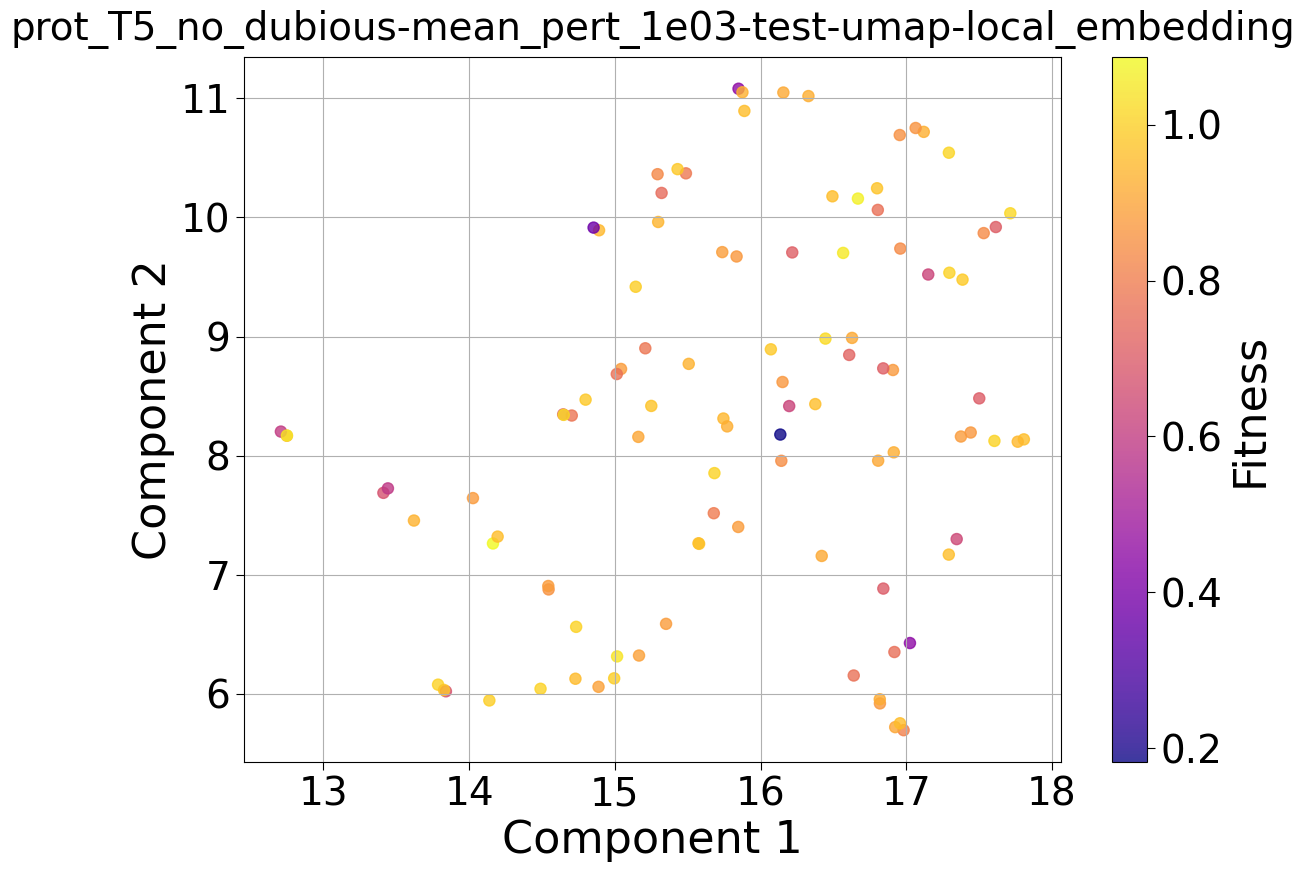 prot_T5_no_dubious-mean_pert_1e03-test-umap-local_embedding
11
10
9
8
7
6
Component 2
13 14 15 16 17 18
Component 1
1.0
0.8
0.6
0.4
0.2
Fitness